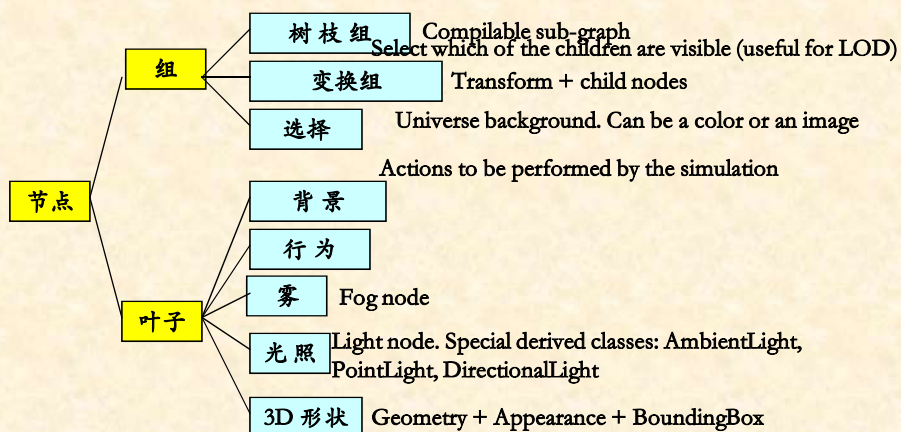 树枝组
Compilable sub-graph
Select which of the children are visible (useful for LOD)
组
变换组
Transform + child nodes
选择
Universe background. Can be a color or an image
Actions to be performed by the simulation
节点
背景
行为
雾
Fog node
叶子
光照
Light node. Special derived classes: AmbientLight,
PointLight, DirectionalLight
3D 形状
Geometry + Appearance + BoundingBox